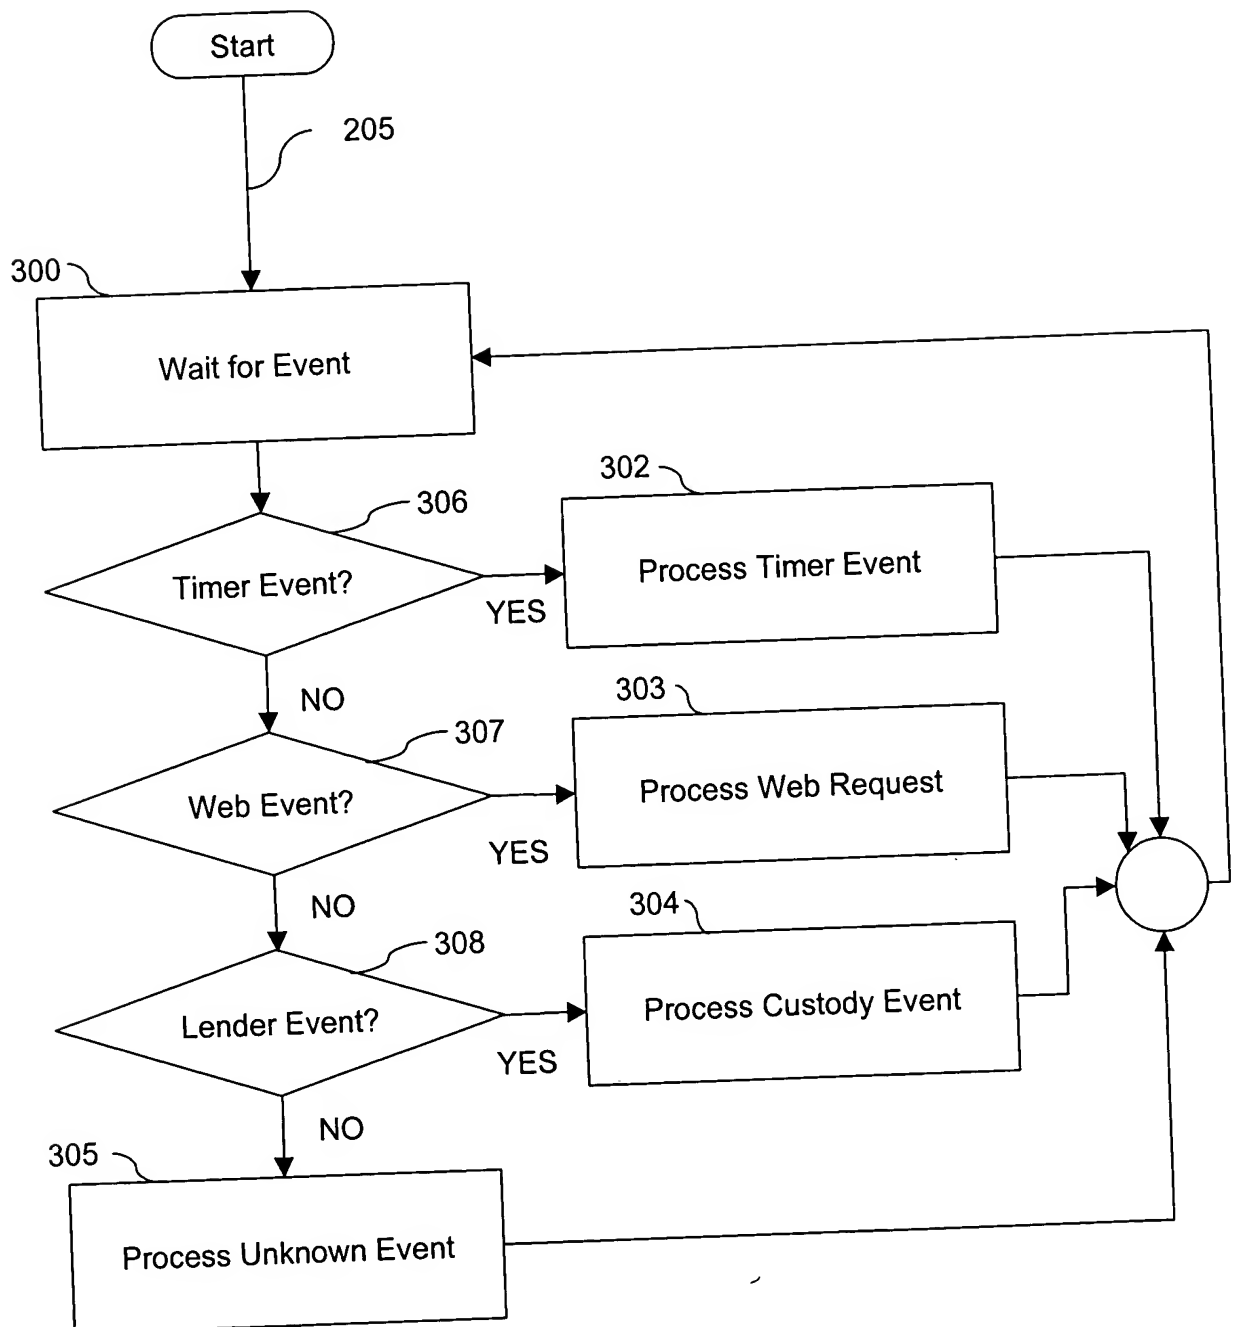 Start
205
300
Wait for Event
302
306
Timer Event?
YES
Process Timer Event
NO
303
307
Web Event?
YES
Process Web Request
NO
304
308
Lender Event?
YES
Process Custody Event
NO
305
Process Unknown Event